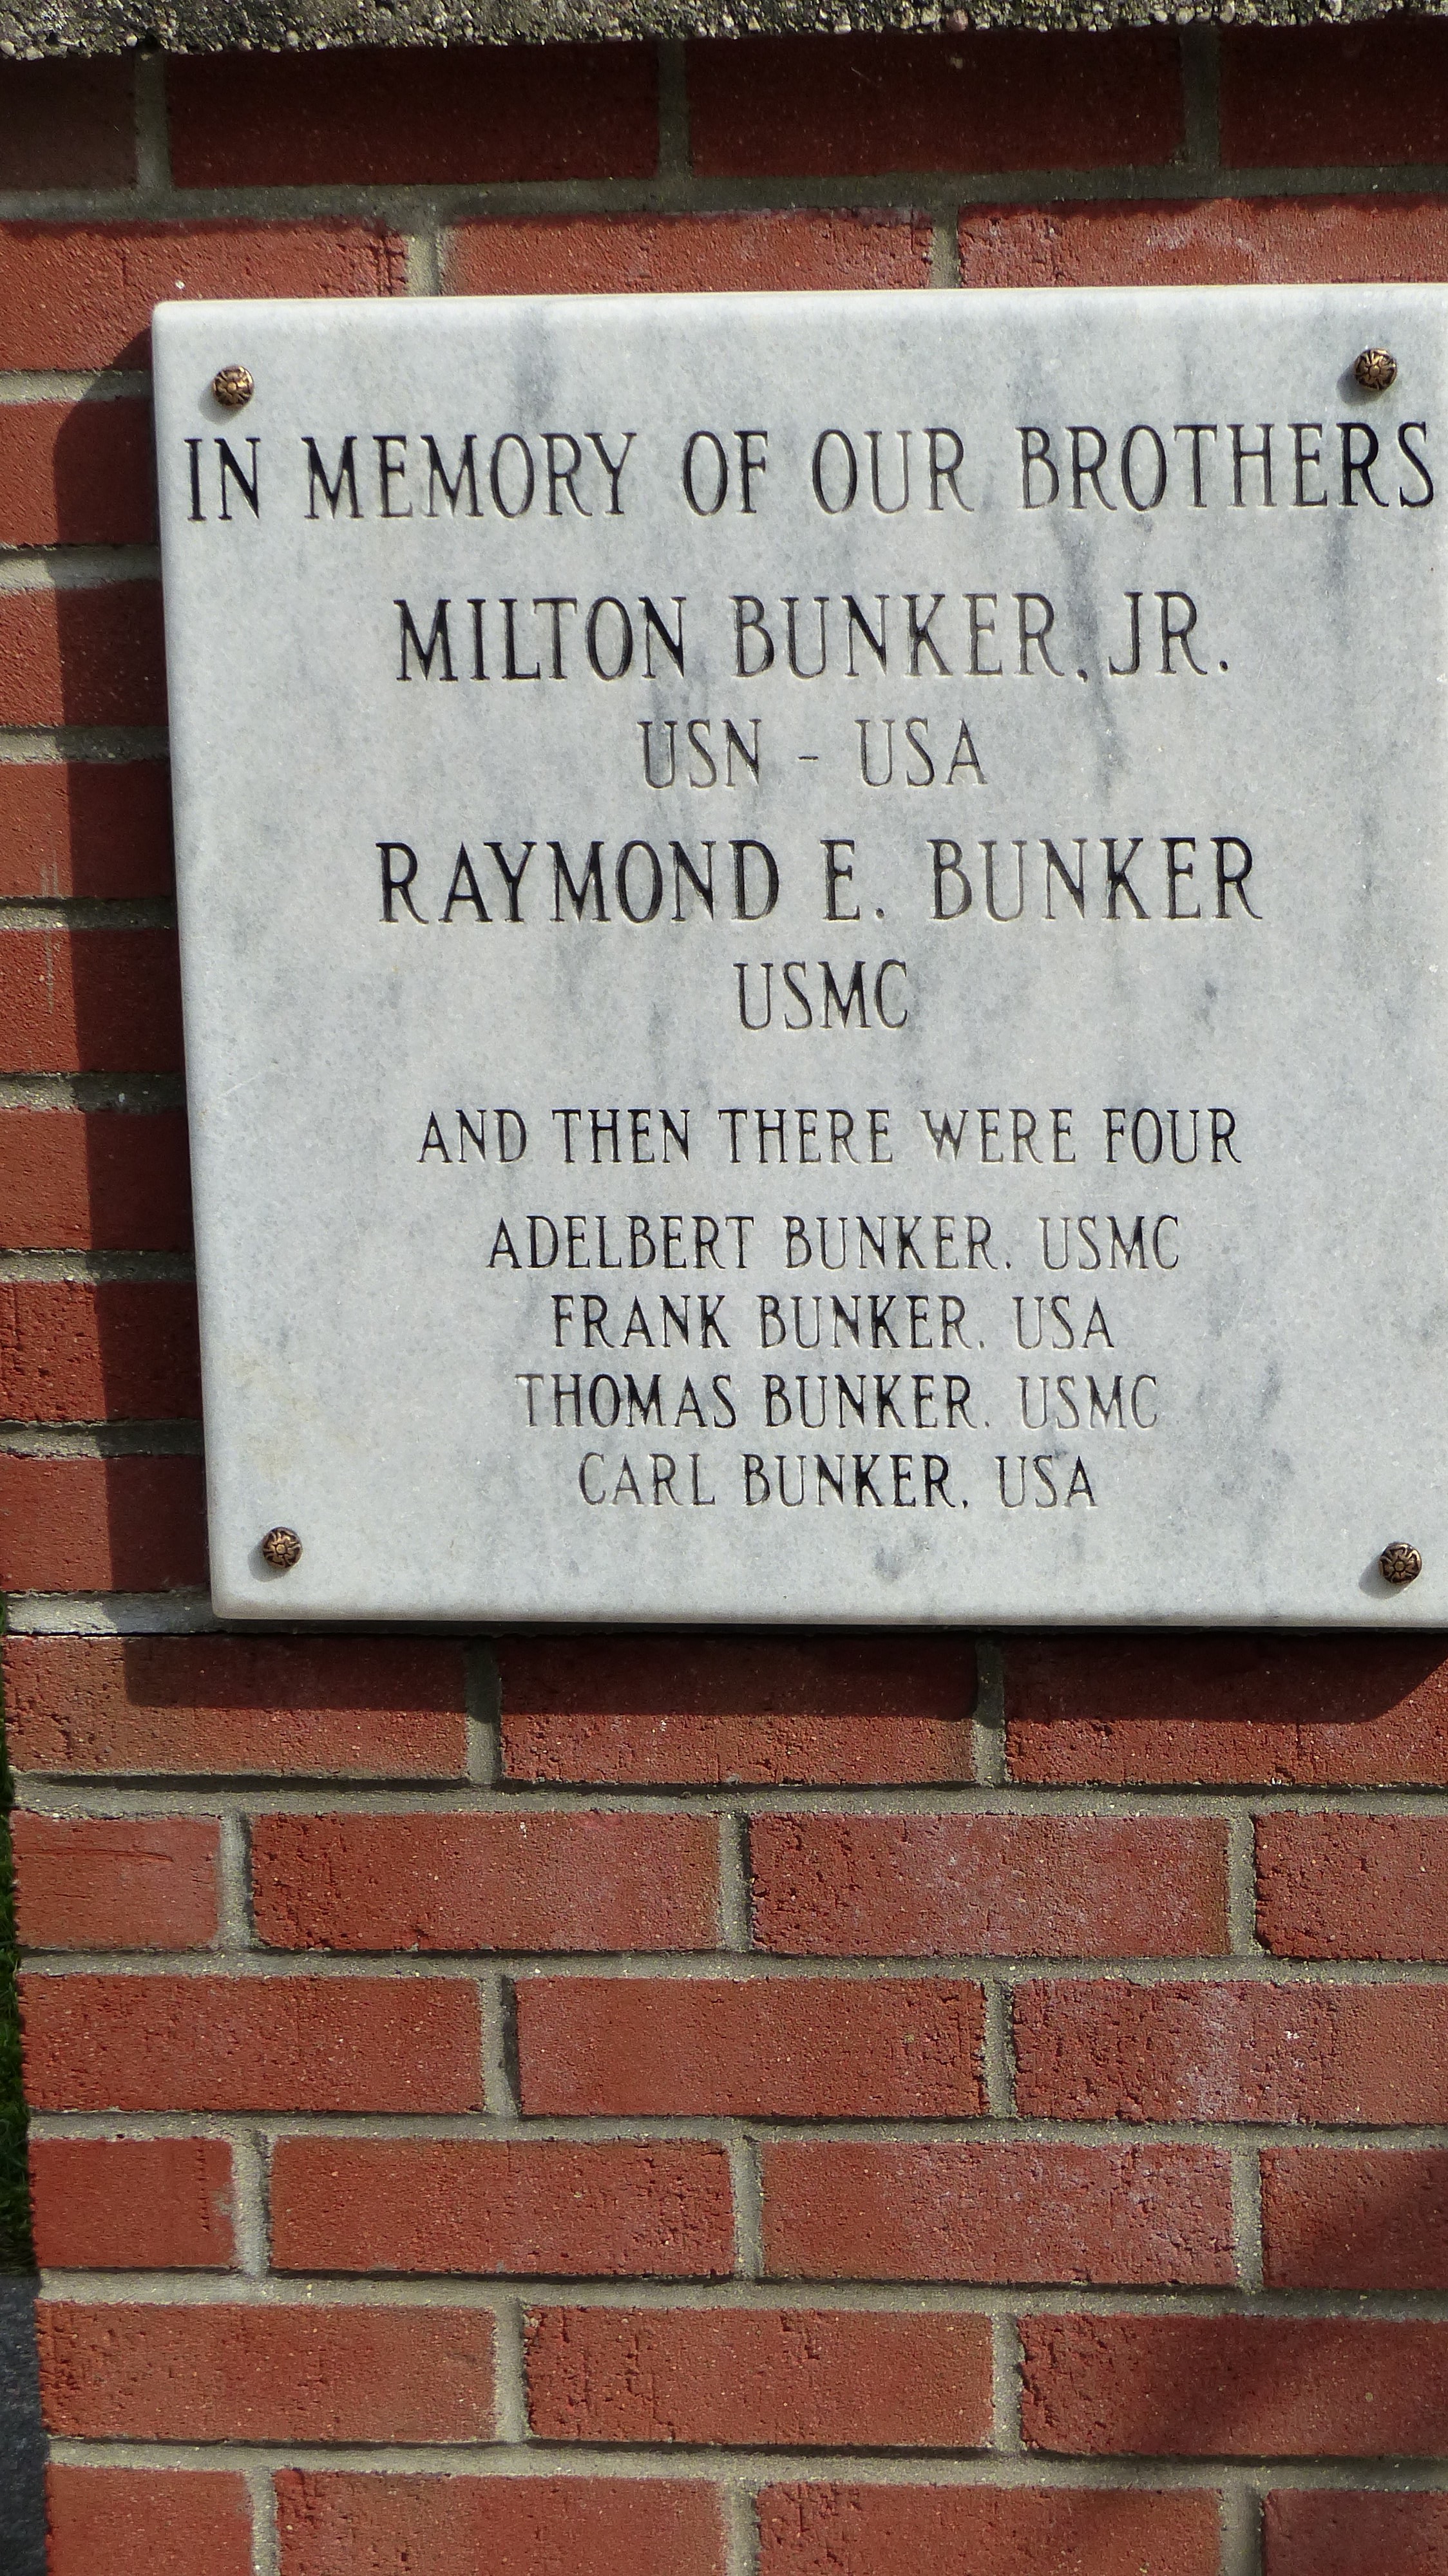 IN MEMORY OF OUR BROTHERS
MILTON BUNKER, JR.
USN - USA
RAYMOND E. BUNKER
USMC
AND THEN THERE WERE FOUR
ADELBERT BUNKER, USMC
FRANK BUNKER, USA
THOMAS BUNKER, USMC
CARL BUNKER, USA